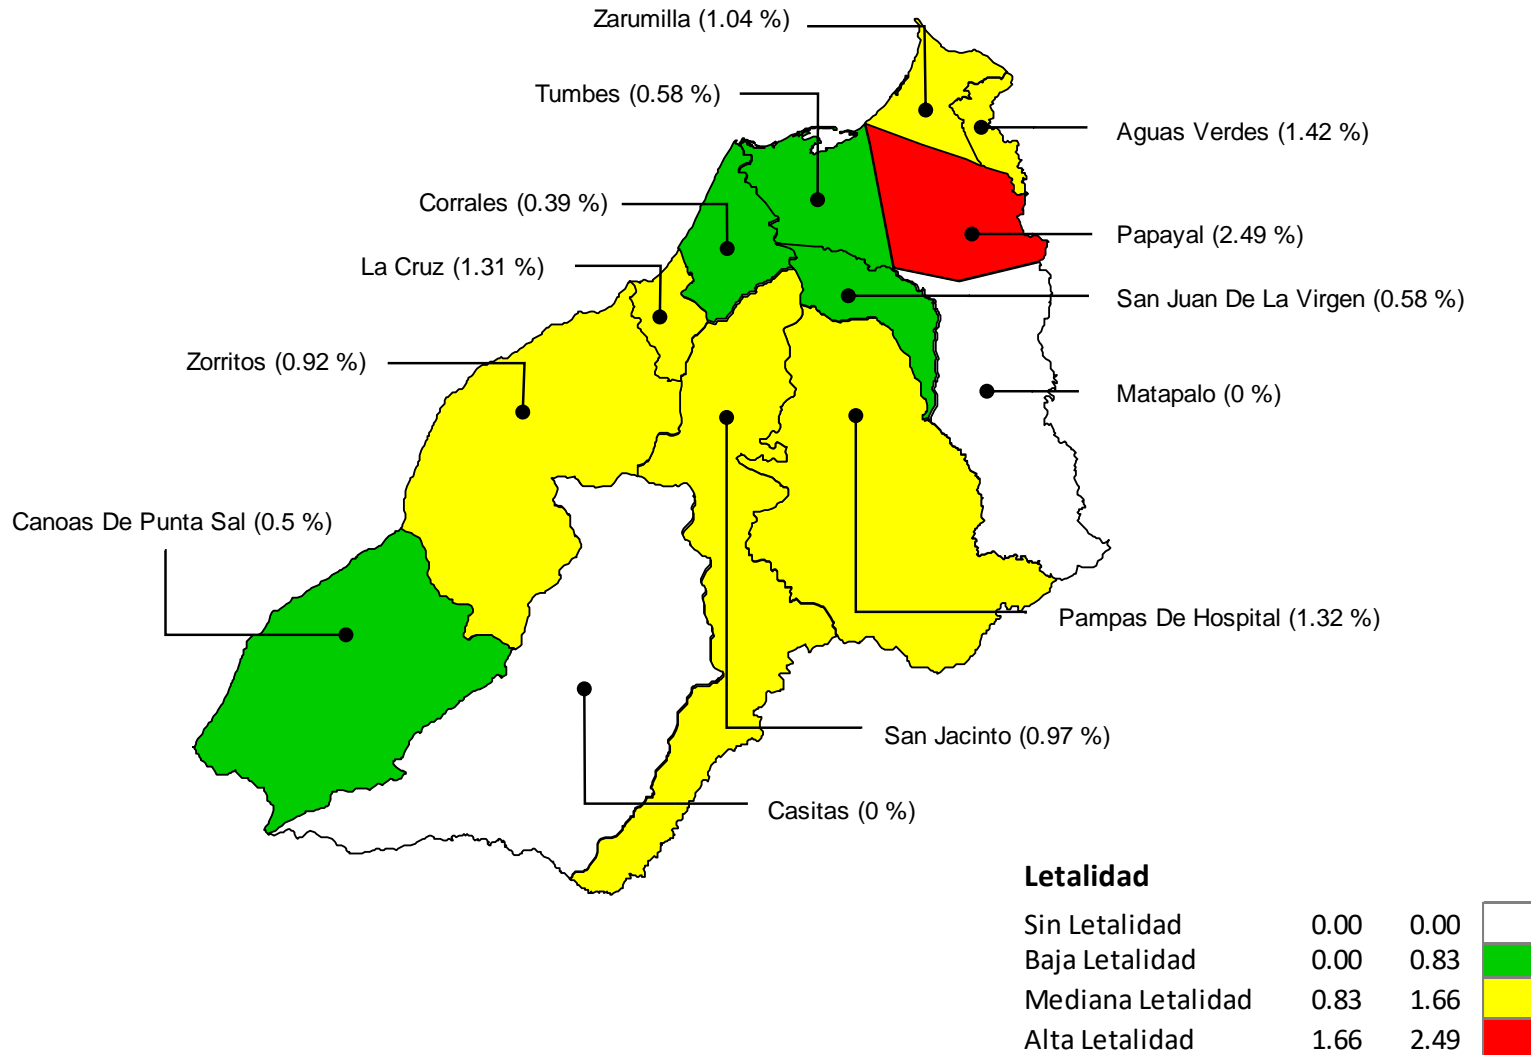 Zarumilla (1.04 %)
Tumbes (0.58 %)
Aguas Verdes (1.42 %)
Corrales (0.39 %)
Papayal (2.49 %)
La Cruz (1.31 %)
San Juan De La Virgen (0.58 %)
Zorritos (0.92 %)
Matapalo (0 %)
Canoas De Punta Sal (0.5 %)
Pampas De Hospital (1.32 %)
San Jacinto (0.97 %)
Casitas (0 %)
Letalidad
Sin Letalidad 0.00 0.00
Baja Letalidad 0.00 0.83
Mediana Letalidad 0.83 1.66
Alta Letalidad 1.66 2.49